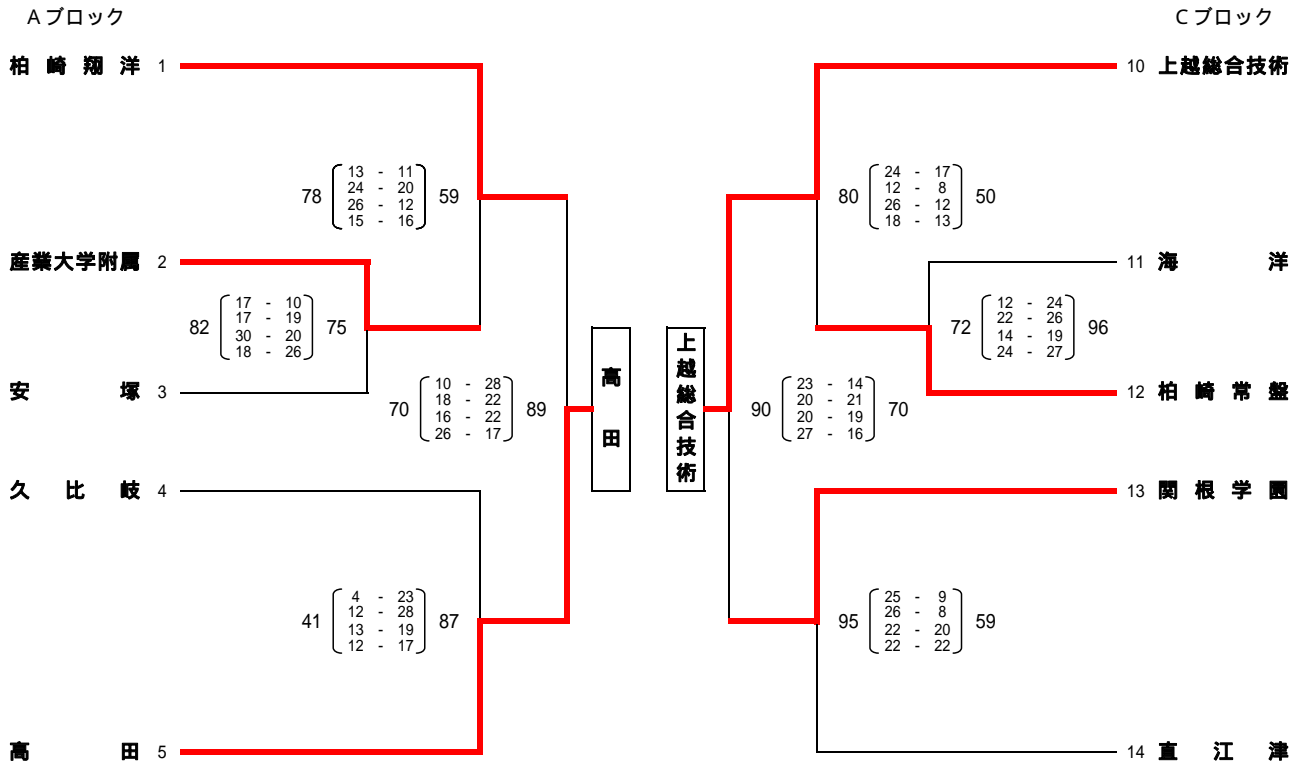 Aブロック
Cブロック
柏崎翔洋 1
10 上越総合技術
78 13 - 11 59
24 - 20
26 - 12
15 - 16
80 24 - 17 50
12 - 8
26 - 12
18 - 13
産業大学附属 2
11 海洋
82 17 - 10 75
17 - 19
30 - 20
18 - 26
72 12 - 24 96
22 - 26
14 - 19
24 - 27
安塚 3
12 柏崎常盤
70 10 - 28 89
18 - 22
16 - 22
26 - 17
高田
上越総合技術
90 23 - 14 70
20 - 21
20 - 19
27 - 16
久比岐 4
13 関根学園
41 4 - 23 87
12 - 28
13 - 19
12 - 17
95 25 - 9 59
26 - 8
22 - 20
22 - 22
高田 5
14 直江津